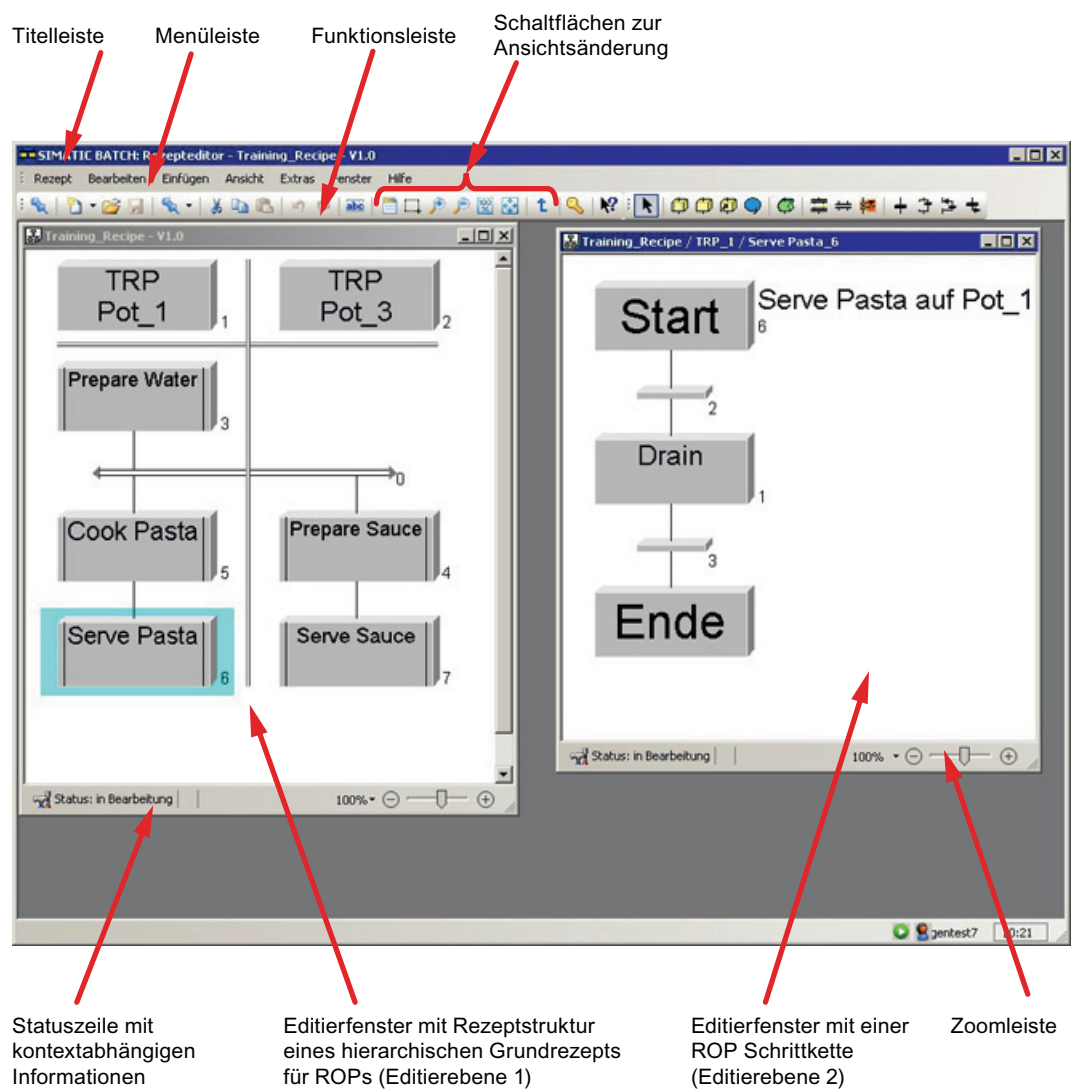 Titelleiste
Menüleiste
Funktionsleiste
Schaltflächen zur
Ansichtsänderung
SIMATIC BATCH: Rezepteditor - Training_Recipe - V1.0
Rezept Bearbeiten Einfügen Ansicht Extras Fenster Hilfe
abc
Training_Recipe - V1.0
TRP
Pot_1
1
TRP
Pot_3
2
Prepare Water
3
0
Cook Pasta
5
Prepare Sauce
4
Serve Pasta
6
Serve Sauce
7
Status: in Bearbeitung
100%
Training_Recipe / TRP_1 / Serve Pasta_6
Start
6
Serve Pasta auf Pot_1
2
Drain
1
3
Ende
Status: in Bearbeitung
100%
gentest7
10:21
Statuszeile mit
kontextabhängigen
Informationen
Editierfenster mit Rezeptstruktur
eines hierarchischen Grundrezepts
für ROPs (Editierebene 1)
Editierfenster mit einer
ROP Schrittkette
(Editierebene 2)
Zoomleiste